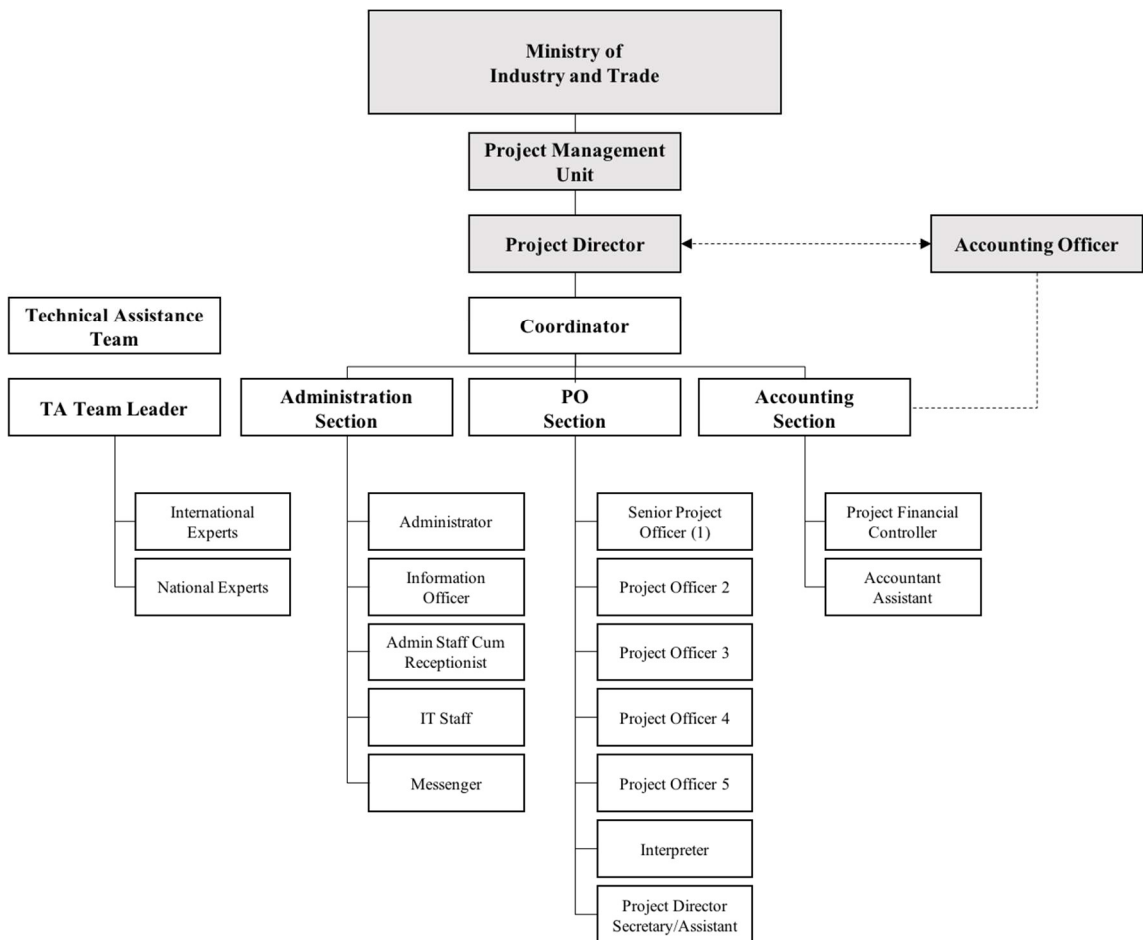 Ministry of
Industry and Trade
Project Management
Unit
Project Director
Accounting Officer
Technical Assistance
Team
Coordinator
TA Team Leader
Administration
Section
PO
Section
Accounting
Section
International
Experts
National Experts
Administrator
Information
Officer
Admin Staff Cum
Receptionist
IT Staff
Messenger
Senior Project
Officer (1)
Project Officer 2
Project Officer 3
Project Officer 4
Project Officer 5
Interpreter
Project Director
Secretary/Assistant
Project Financial
Controller
Accountant
Assistant